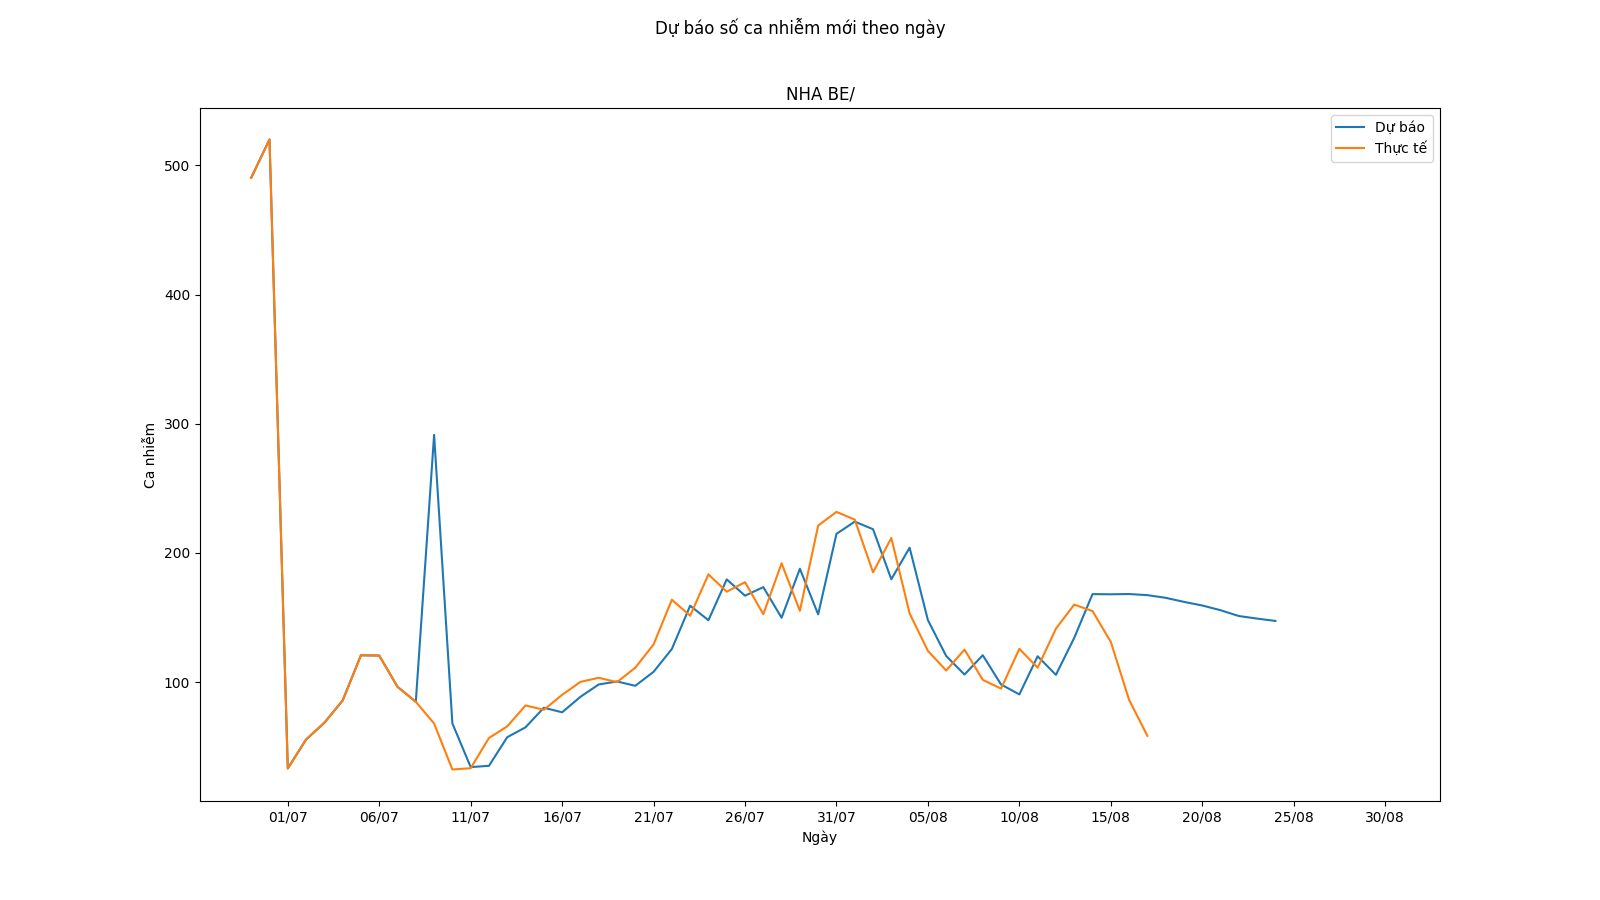 Dự báo số ca nhiễm mới theo ngày
NHA BE/
Dự báo
Thực tế
500
400
300
200
100
Ca nhiễm
01/07 06/07 11/07 16/07 21/07 26/07 31/07 05/08 10/08 15/08 20/08 25/08 30/08
Ngày